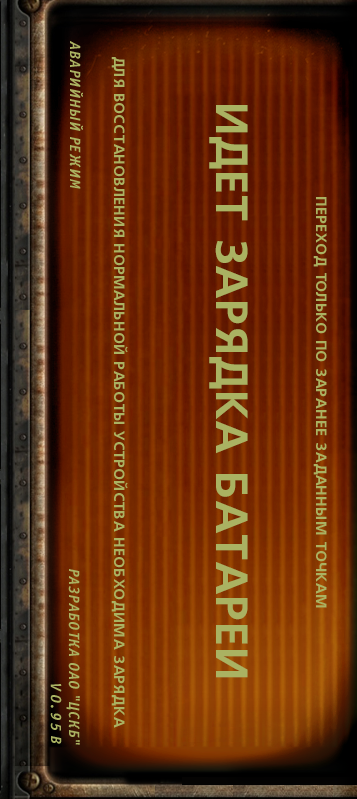 ПЕРЕХОД ТОЛЬКО ПО ЗАРАНЕЕ ЗАДАННЫМ ТОЧКАМ
ИДЕТ ЗАРЯДКА БАТАРЕИ
ДЛЯ ВОССТАНОВЛЕНИЯ НОРМАЛЬНОЙ РАБОТЫ УСТРОЙСТВА НЕОБХОДИМА ЗАРЯДКА
АВАРИЙНЫЙ РЕЖИМ
РАЗРАБОТКА ОАО "ЦСКБ"
V0.95B